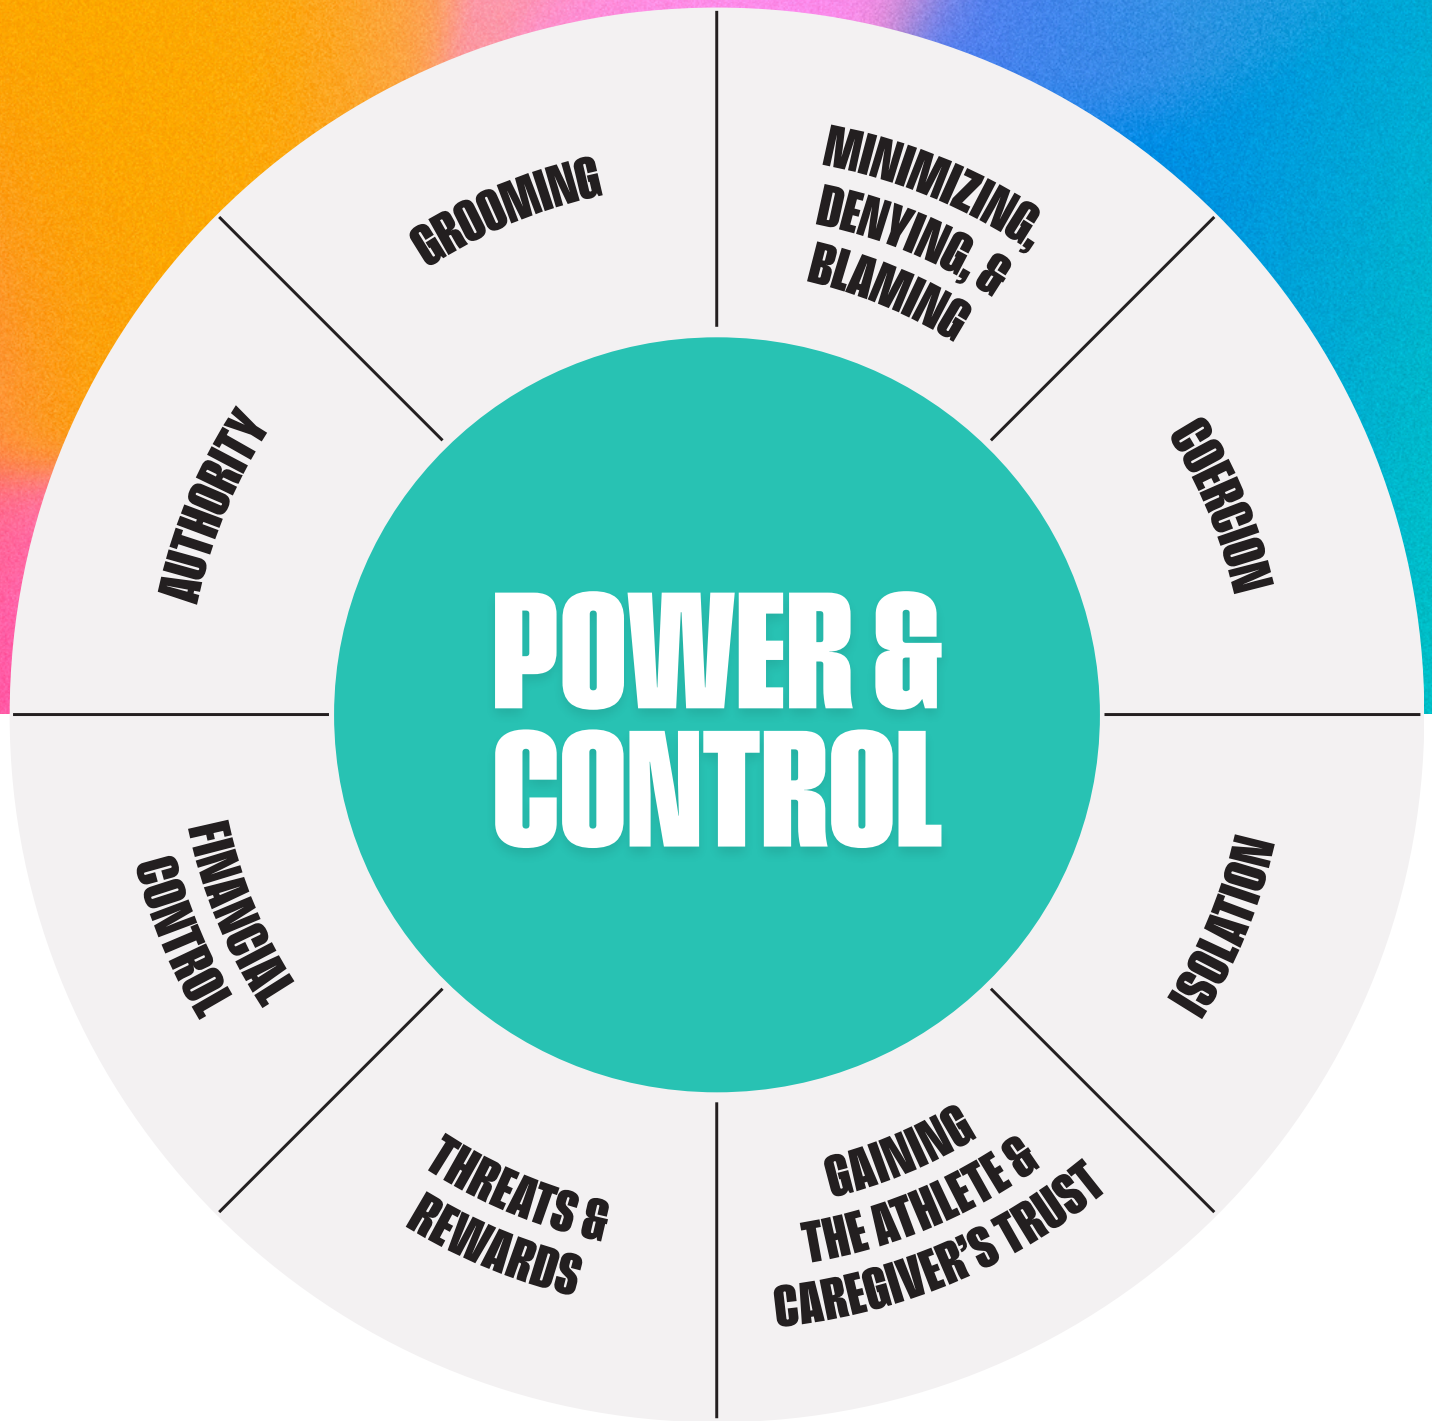 POWER &
CONTROL
MINIMIZING,
DENYING, &
BLAMING
COERCION
ISOLATION
GAINING
THE ATHLETE &
CAREGIVER’S TRUST
THREATS &
REWARDS
FINANCIAL
CONTROL
AUTHORITY
GROOMING